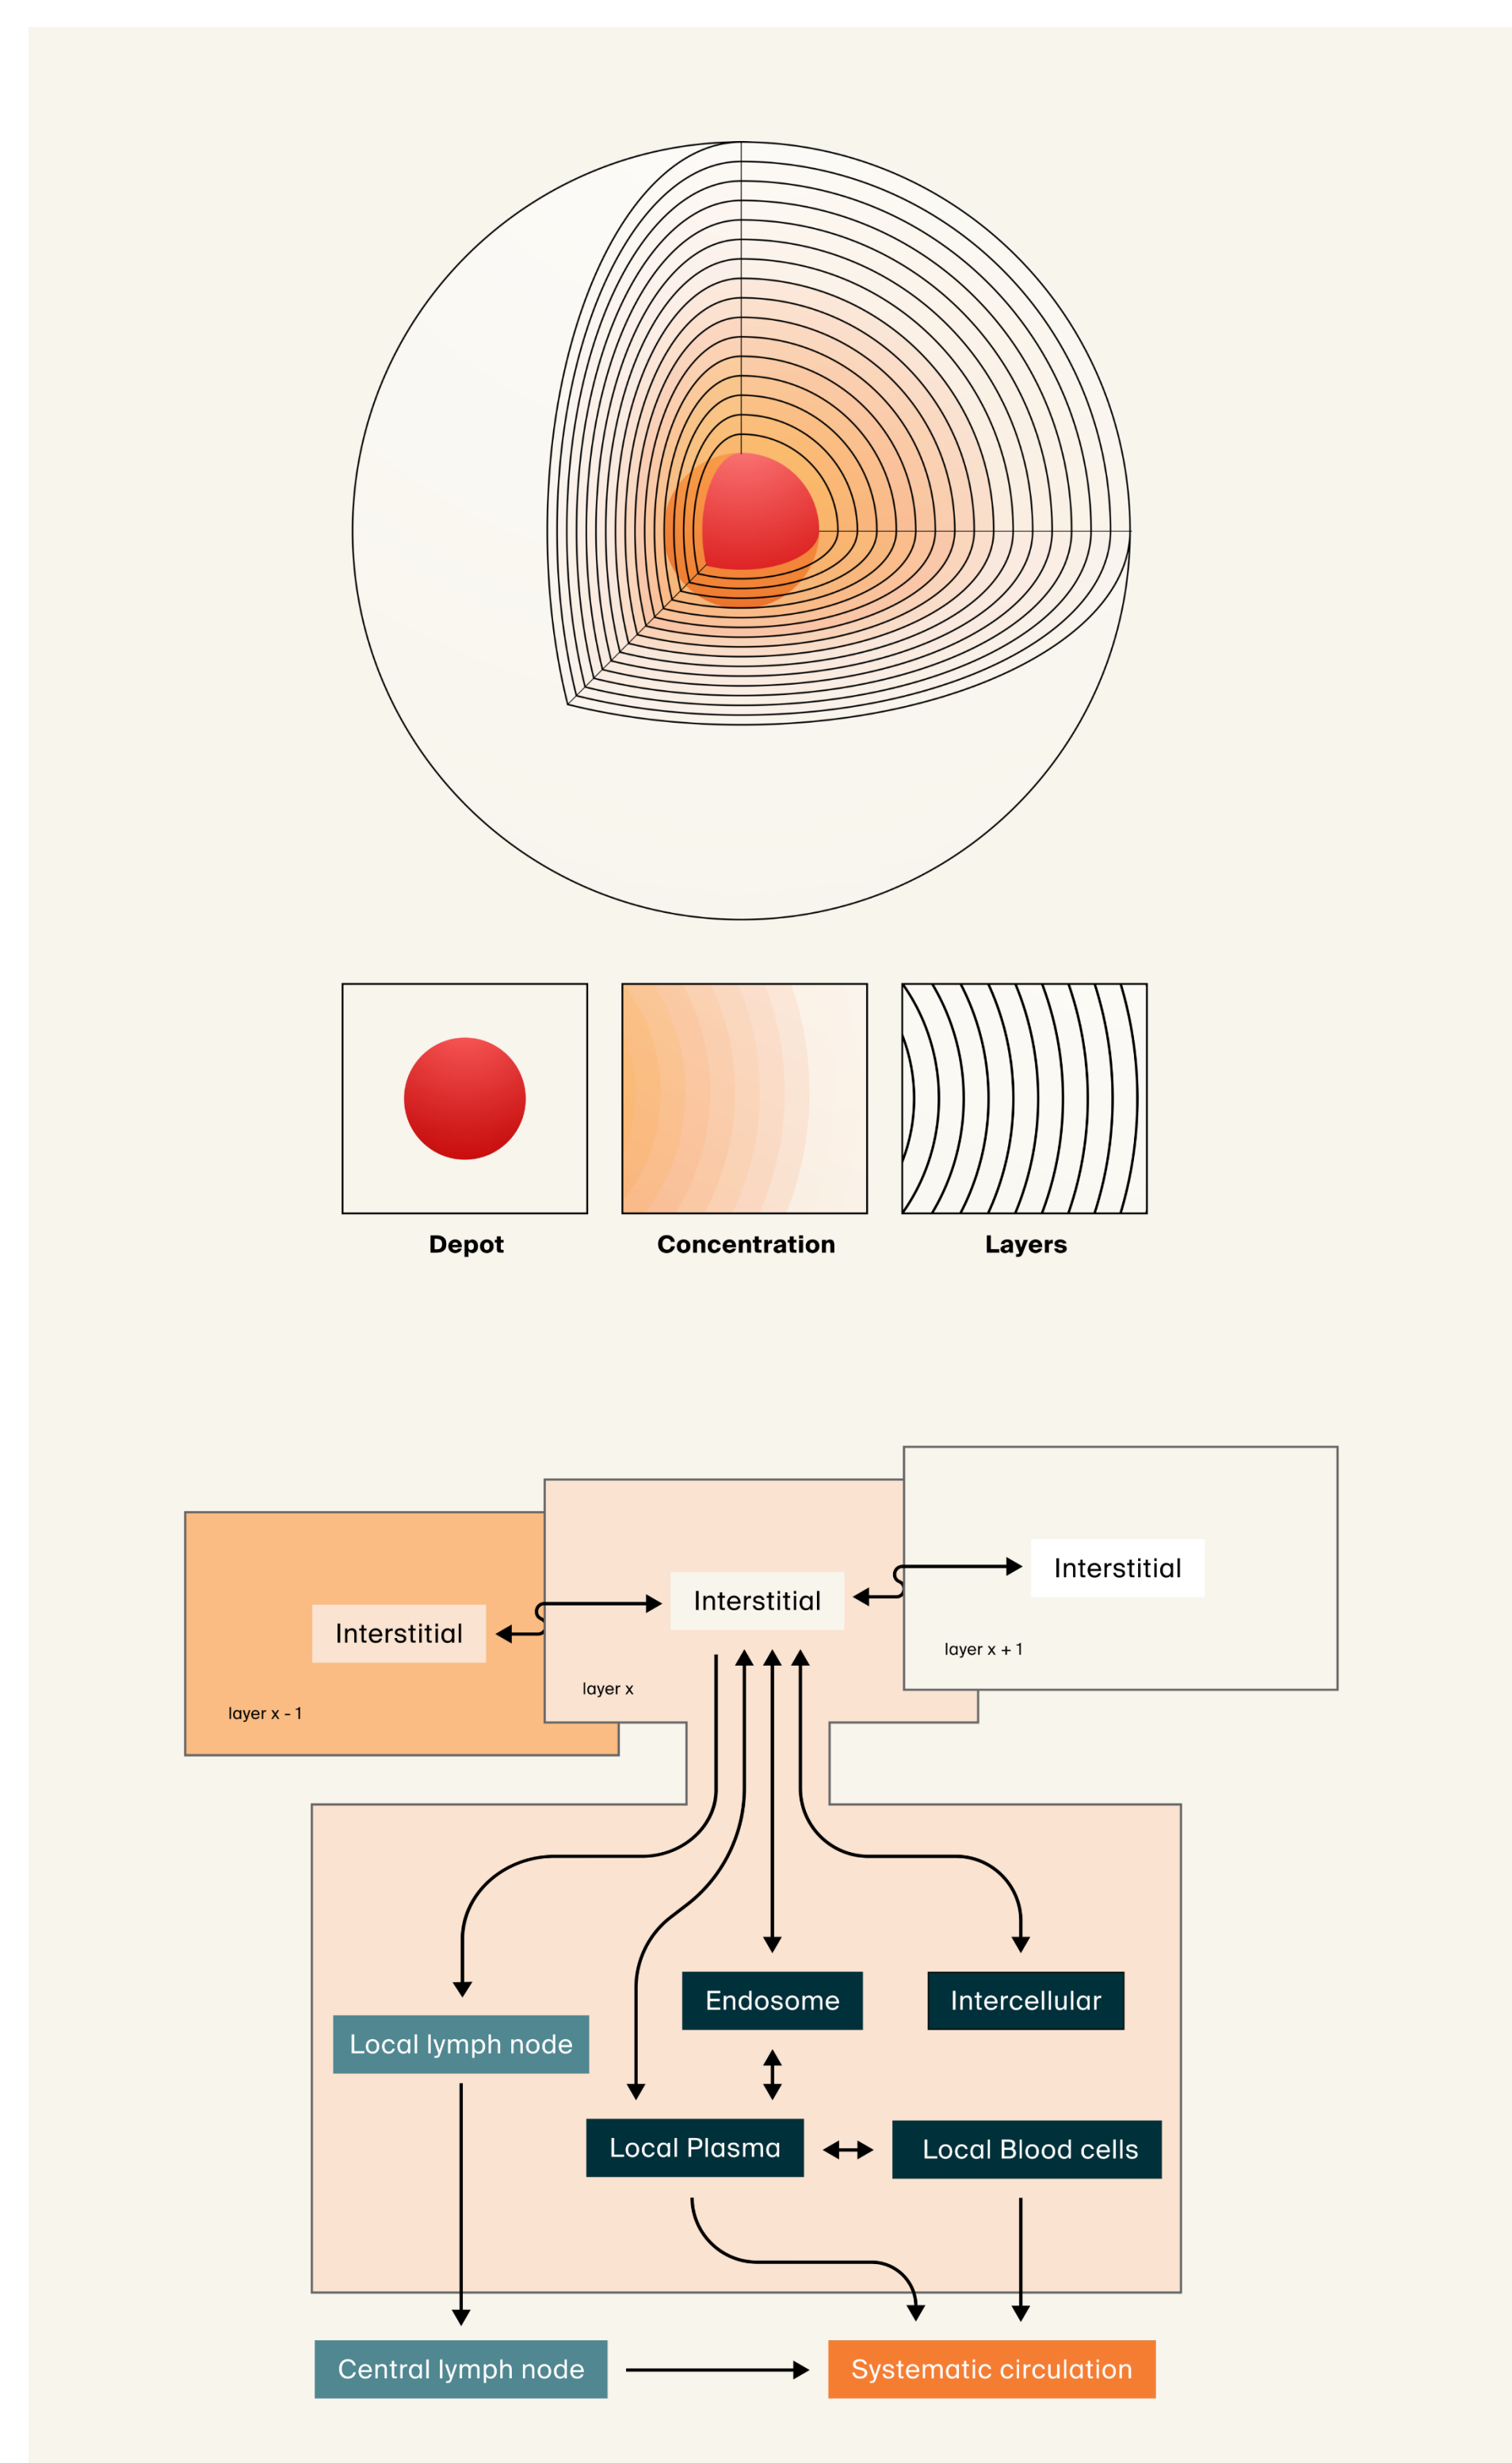 Depot
Concentration
Layers
Interstitial
Interstitial
Interstitial
layer x + 1
layer x
layer x - 1
Endosome
Intercellular
Local lymph node
Local Plasma
Local Blood cells
Central lymph node
Systematic circulation